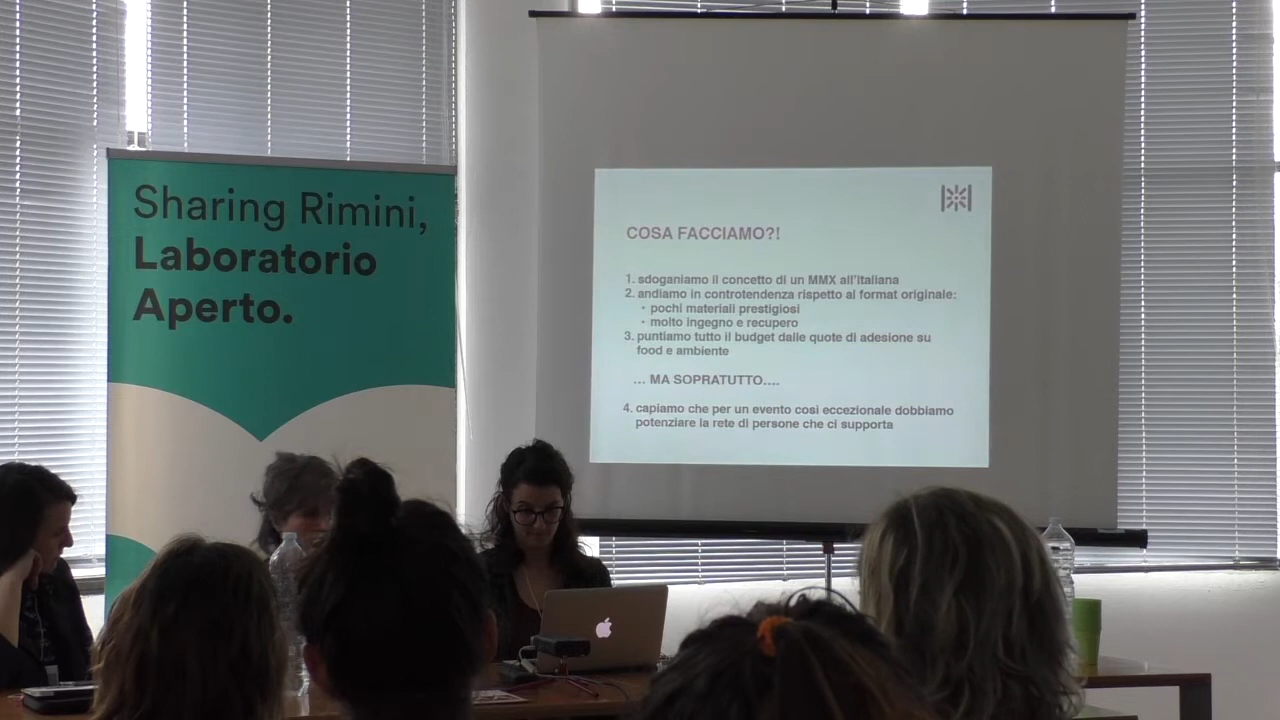 Sharing Rimini,
Laboratorio
Aperto.
COSA FACCIAMO?!
1. sdoganiamo il concetto di un MMX all'italiana
2. andiamo in controtendenza rispetto al format originale:
• pochi materiali prestigiosi
• molto ingegno e recupero
3. puntiamo tutto il budget dalle quote di adesione su
food e ambiente
... MA SOPRATUTTO....
4. capiamo che per un evento così eccezionale dobbiamo
potenziare la rete di persone che ci supporta